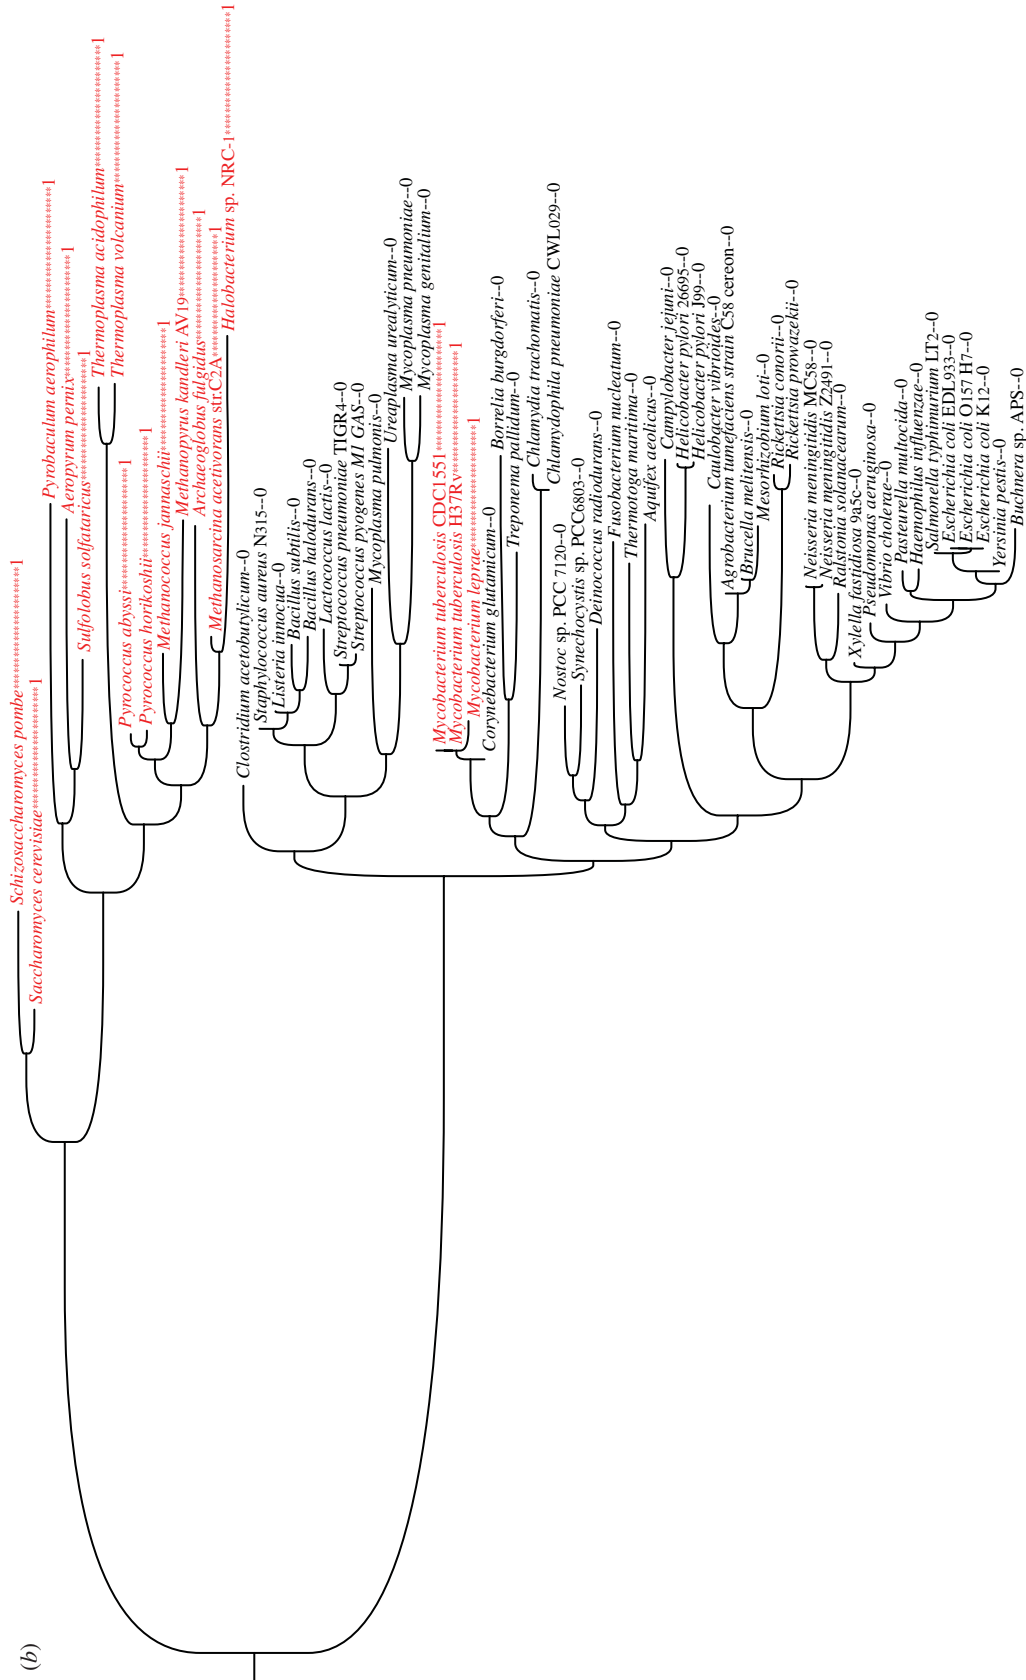 (b)
Schizosaccharomyces pombe********************1
Saccharomyces cerevisiae********************1
Pyrobaculum aerophilum********************1
Aeropyrum pernix********************1
Sulfolobus solfataricus********************1
Thermoplasma acidophilum********************1
Thermoplasma volcanium********************1
Pyrococcus abyssi********************1
Pyrococcus horikoshii********************1
Methanococcus jannaschii********************1
Methanopyrus kandleri AV19********************1
Archaeoglobus fulgidus********************1
Methanosarcina acetivorans str.C2A********************1
Halobacterium sp. NRC-1********************1
Clostridium acetobutylicum--0
Staphylococcus aureus N315--0
Listeria innocua--0
Bacillus subtilis--0
Bacillus halodurans--0
Lactococcus lactis--0
Streptococcus pneumoniae TIGR4--0
Streptococcus pyogenes M1 GAS--0
Mycoplasma pulmonis--0
Ureaplasma urealyticum--0
Mycoplasma pneumoniae--0
Mycoplasma genitalium--0
Mycobacterium tuberculosis CDC1551********************1
Mycobacterium tuberculosis H37Rv********************1
Mycobacterium leprae********************1
Corynebacterium glutamicum--0
Borrelia burgdorferi--0
Treponema pallidum--0
Chlamydia trachomatis--0
Chlamydophila pneumoniae CWL029--0
Nostoc sp. PCC 7120--0
Synechocystis sp. PCC6803--0
Deinococcus radiodurans--0
Fusobacterium nucleatum--0
Thermotoga maritima--0
Aquifex aeolicus--0
Campylobacter jejuni--0
Helicobacter pylori 26695--0
Helicobacter pylori J99--0
Caulobacter vibrioides--0
Agrobacterium tumefaciens strain C58 cereon--0
Brucella melitensis--0
Mesorhizobium loti--0
Rickettsia conorii--0
Rickettsia prowazekii--0
Neisseria meningitidis MC58--0
Neisseria meningitidis Z2491--0
Ralstonia solanacearum--0
Xylella fastidiosa 9a5c--0
Pseudomonas aeruginosa--0
Vibrio cholerae--0
Pasteurella multocida--0
Haemophilus influenzae--0
Salmonella typhimurium LT2--0
Escherichia coli EDL933--0
Escherichia coli O157 H7--0
Escherichia coli K12--0
Yersinia pestis--0
Buchnera sp. APS--0